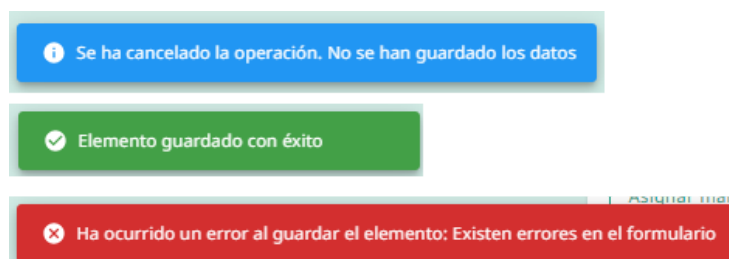 Se ha cancelado la operación. No se han guardado los datos
Elemento guardado con éxito
Asignar
Ha ocurrido un error al guardar el elemento: Existen errores en el formulario